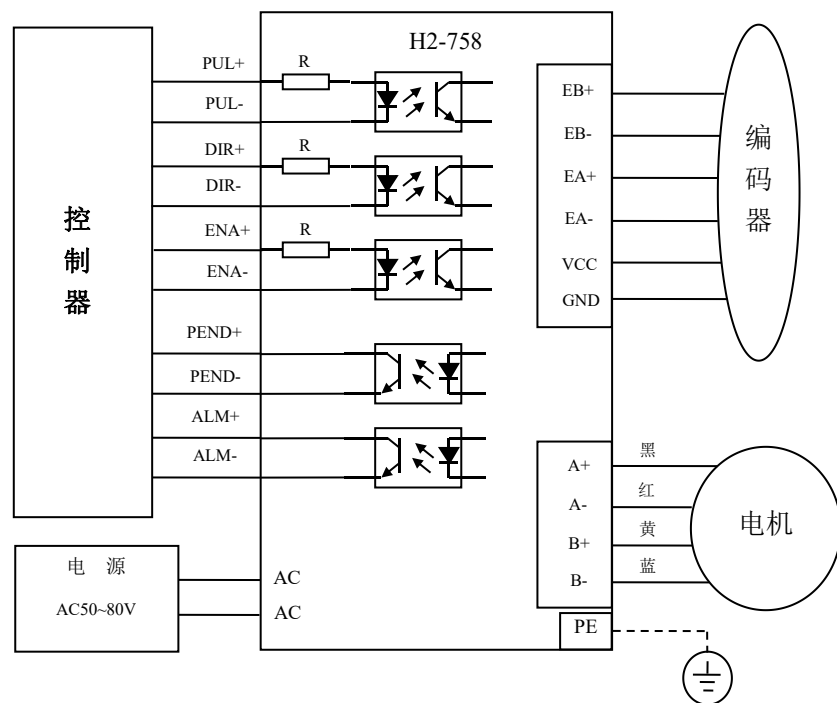 H2-758
控制器
PUL+
PUL-
DIR+
DIR-
ENA+
ENA-
PEND+
PEND-
ALM+
ALM-
R
R
R
EB+
EB-
EA+
EA-
VCC
GND
编码器
A+
A-
B+
B-
黑
红
黄
蓝
电机
PE
电 源
AC50~80V
AC
AC